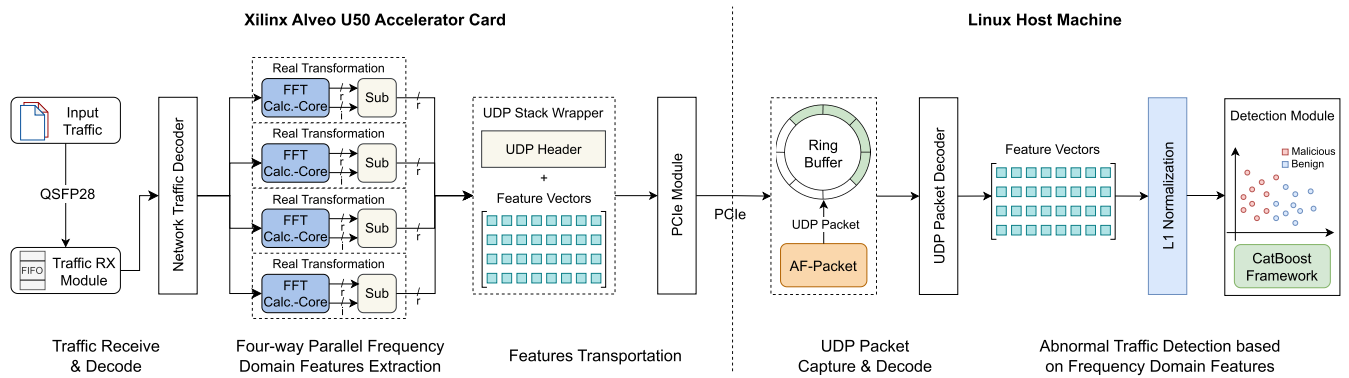 Xilinx Alveo U50 Accelerator Card
Linux Host Machine
Input
Traffic
QSFP28
FIFO
Traffic RX
Module
Network Traffic Decoder
Real Transformation
FFT
Calc.-Core
r
Sub
r
Real Transformation
FFT
Calc.-Core
r
Sub
r
Real Transformation
FFT
Calc.-Core
r
Sub
r
Real Transformation
FFT
Calc.-Core
r
Sub
r
UDP Stack Wrapper
UDP Header
+
Feature Vectors
PCIe Module
PCIe
Ring
Buffer
UDP Packet
AF-Packet
UDP Packet Decoder
Feature Vectors
L1 Normalization
Detection Module
Malicious
Benign
CatBoost
Framework
Traffic Receive
& Decode
Four-way Parallel Frequency
Domain Features Extraction
Features Transportation
UDP Packet
Capture & Decode
Abnormal Traffic Detection based
on Frequency Domain Features